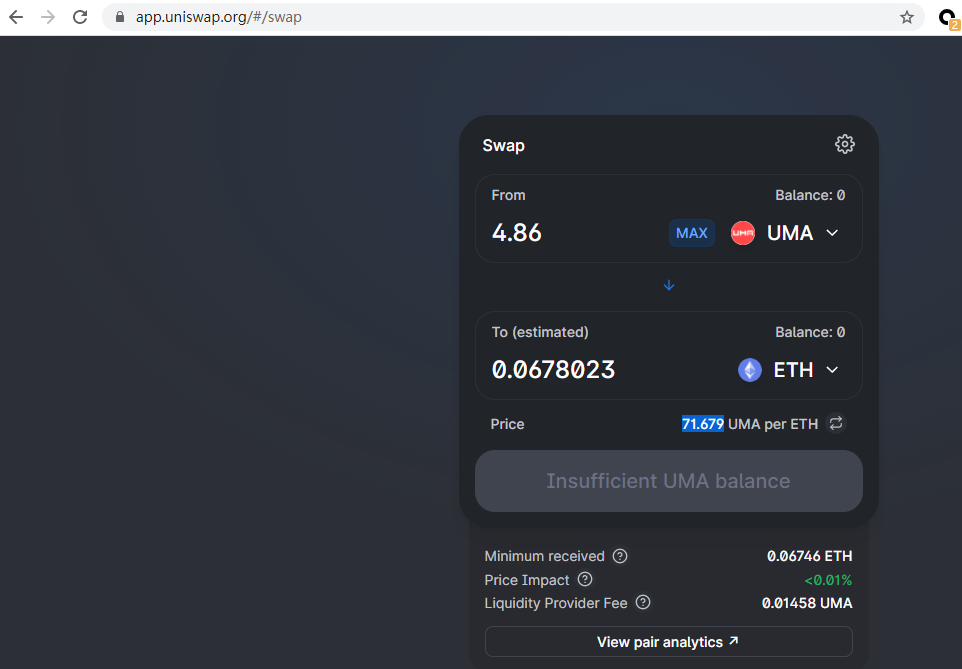 app.uniswap.org/#/swap
2
Swap
From Balance: 0
4.86 MAX UMA UMA
To (estimated) Balance: 0
0.0678023 ETH
Price 71.679 UMA per ETH
Insufficient UMA balance
Minimum received ? 0.06746 ETH
Price Impact ? <0.01%
Liquidity Provider Fee ? 0.01458 UMA
View pair analytics ↗